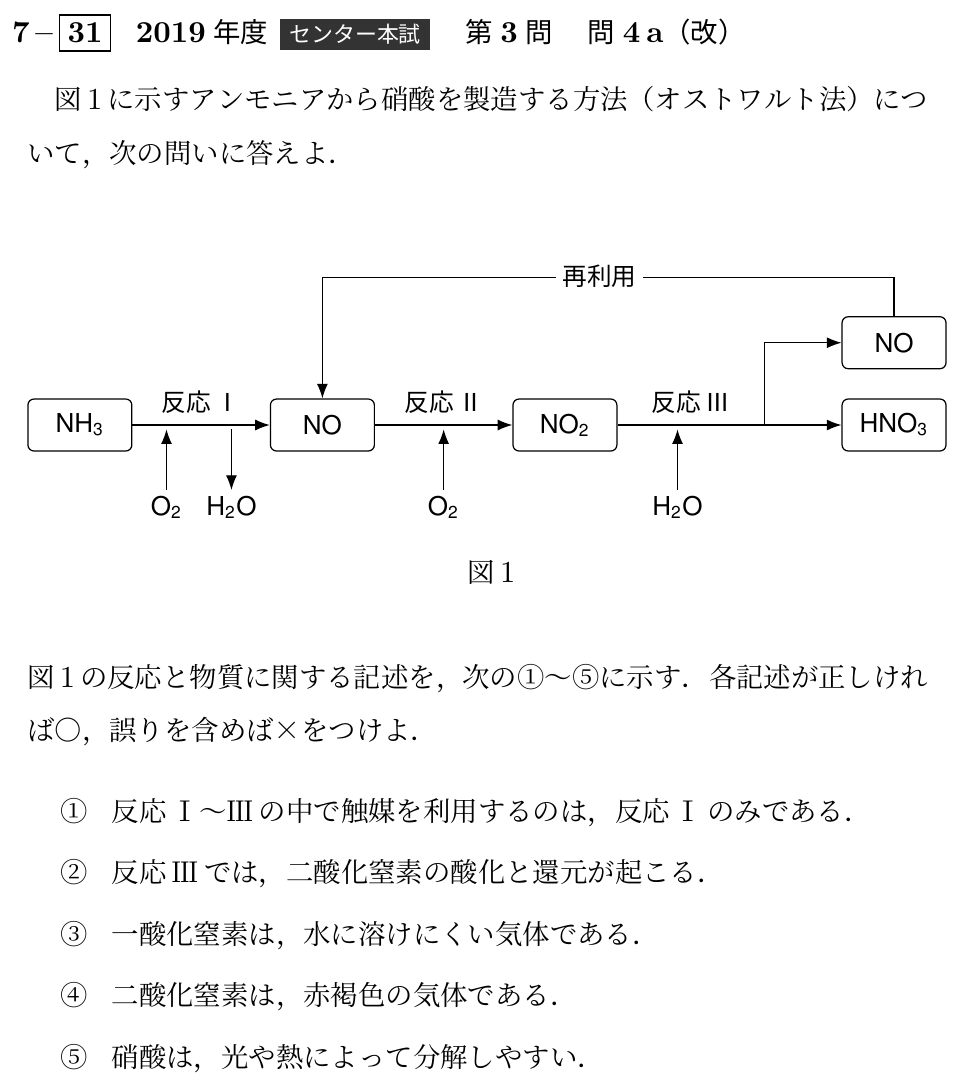 7–31 2019年度 センター本試 第3問 問4a（改）
図1に示すアンモニアから硝酸を製造する方法（オストワルト法）につ
いて，次の問いに答えよ．
再利用
NO
反応 I 反応 II 反応 III
NH₃ NO NO₂ HNO₃
O₂ H₂O O₂ H₂O
図1
図1の反応と物質に関する記述を，次の①～⑤に示す．各記述が正しけれ
ば○，誤りを含めば×をつけよ．
① 反応Ⅰ～Ⅲの中で触媒を利用するのは，反応Ⅰのみである．
② 反応Ⅲでは，二酸化窒素の酸化と還元が起こる．
③ 一酸化窒素は，水に溶けにくい気体である．
④ 二酸化窒素は，赤褐色の気体である．
⑤ 硝酸は，光や熱によって分解しやすい．